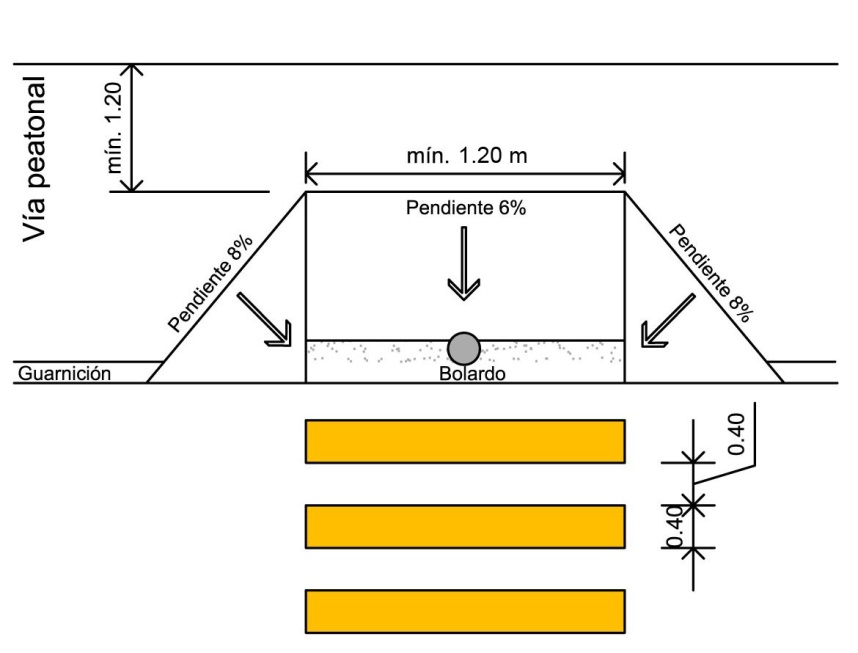 Vía peatonal
mín. 1.20
mín. 1.20 m
Pendiente 6%
Pendiente 8%
Pendiente 8%
Guarnición
Bolardo
0.40
0.40